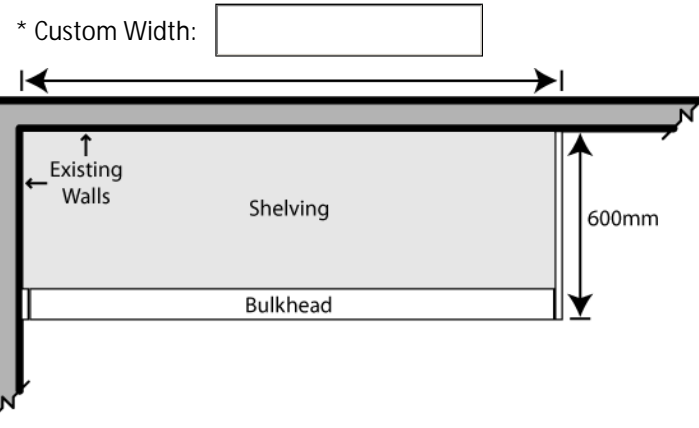 * Custom Width:
Existing
Walls
Shelving
600mm
Bulkhead